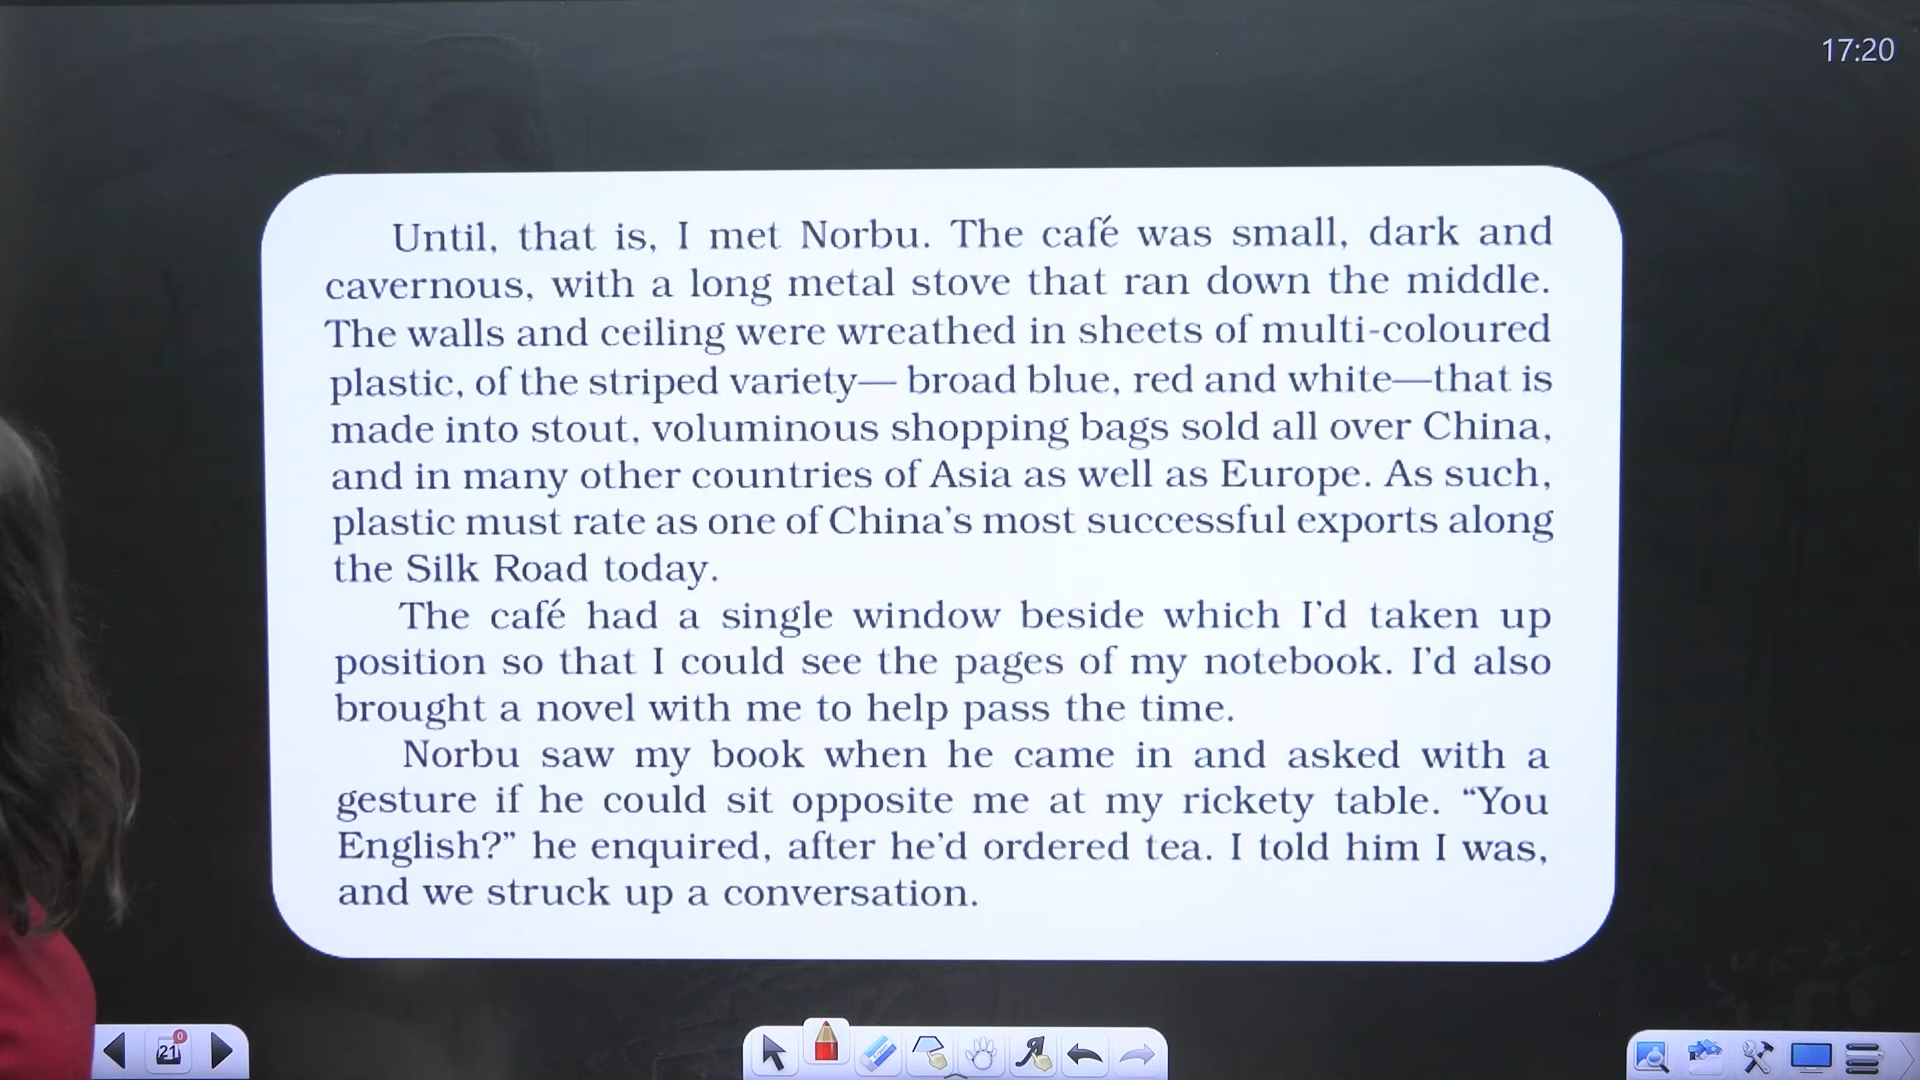 17:20
Until, that is, I met Norbu. The café was small, dark and
cavernous, with a long metal stove that ran down the middle.
The walls and ceiling were wreathed in sheets of multi-coloured
plastic, of the striped variety— broad blue, red and white—that is
made into stout, voluminous shopping bags sold all over China,
and in many other countries of Asia as well as Europe. As such,
plastic must rate as one of China's most successful exports along
the Silk Road today.
The café had a single window beside which I'd taken up
position so that I could see the pages of my notebook. I'd also
brought a novel with me to help pass the time.
Norbu saw my book when he came in and asked with a
gesture if he could sit opposite me at my rickety table. “You
English?” he enquired, after he'd ordered tea. I told him I was,
and we struck up a conversation.
21
0